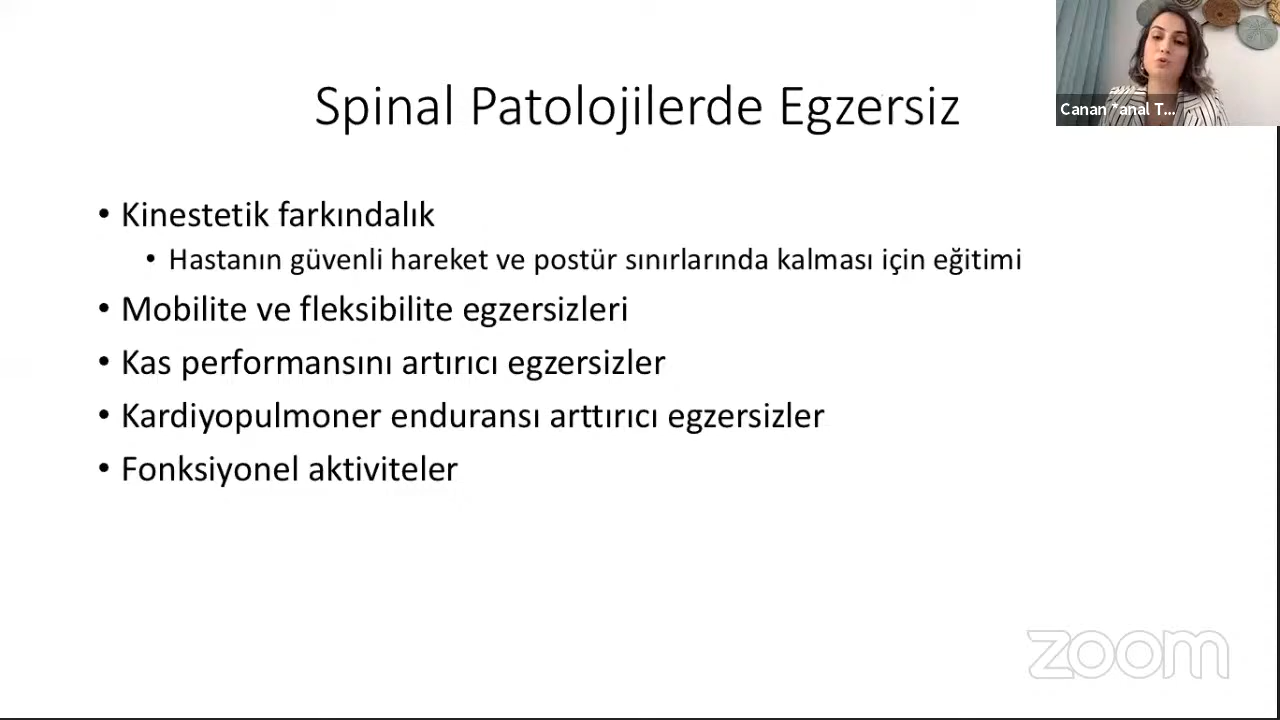 Spinal Patolojilerde Egzersiz
Canan *anal T...
• Kinestetik farkındalık
• Hastanın güvenli hareket ve postür sınırlarında kalması için eğitimi
• Mobilite ve fleksibilite egzersizleri
• Kas performansını artırıcı egzersizler
• Kardiyopulmoner enduransı arttırıcı egzersizler
• Fonksiyonel aktiviteler
zoom